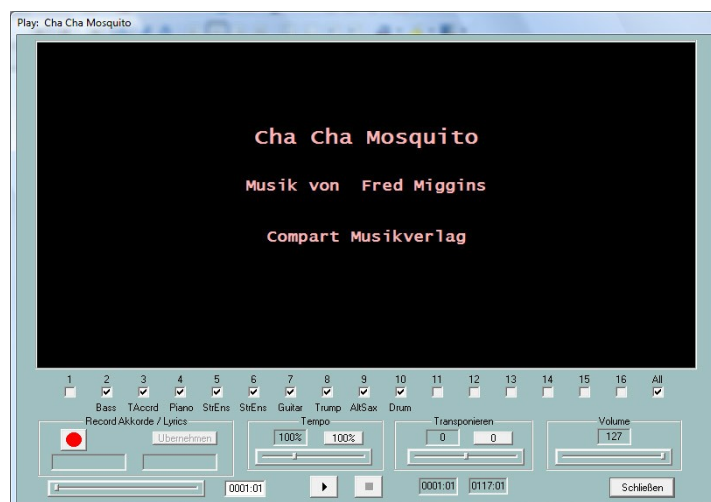 Play: Cha Cha Mosquito
Cha Cha Mosquito
Musik von Fred Miggins
Compart Musikverlag
1 2 3 4 5 6 7 8 9 10 11 12 13 14 15 16 All
Bass TAccrd Piano StrEns StrEns Guitar Trump AltSax Drum
Record Akkorde / Lyrics Tempo Transponieren Volume
Übernehmen 100% 100% 0 0 127
0001:01 0001:01 0117:01 Schließen